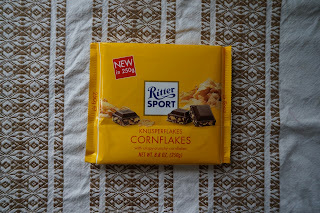 NEW
in 250g
Ritter
SPORT
KNUSPERFLAKES
CORNFLAKES
NET WT. 8.8 OZ. (250g)